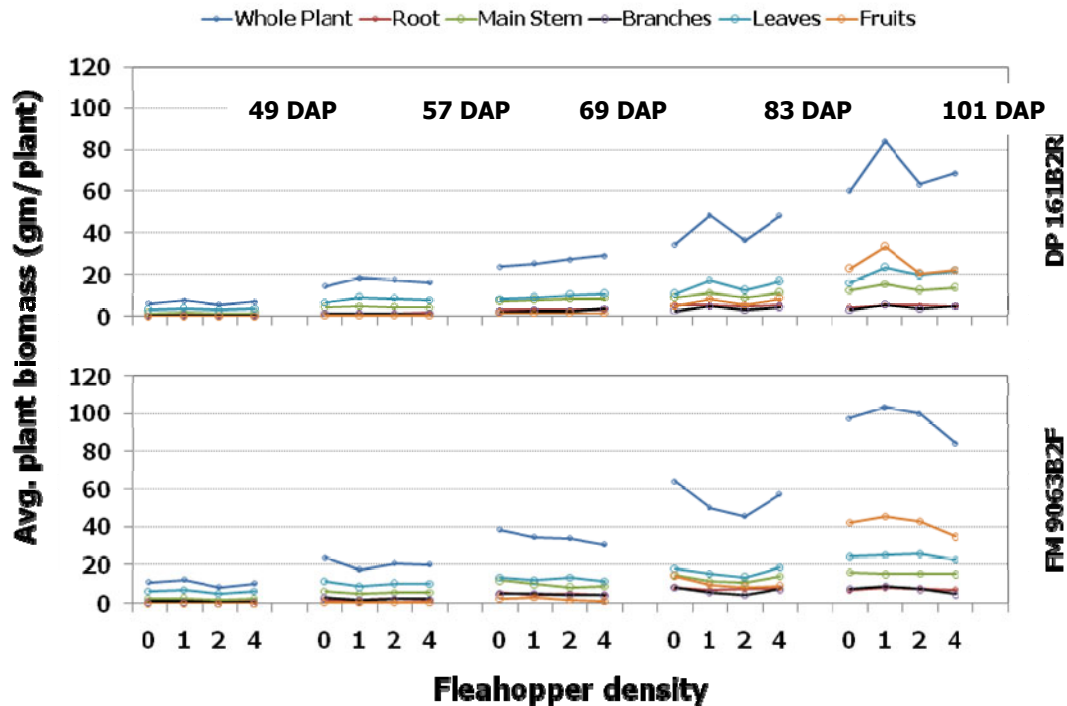 Whole Plant Root Main Stem Branches Leaves Fruits
120
100
80
60
40
20
0
49 DAP 57 DAP 69 DAP 83 DAP 101 DAP
DP 161B2R
120
100
80
60
40
20
0
FM 9063B2F
Avg. plant biomass (gm/plant)
0 1 2 4 0 1 2 4 0 1 2 4 0 1 2 4 0 1 2 4
Fleahopper density